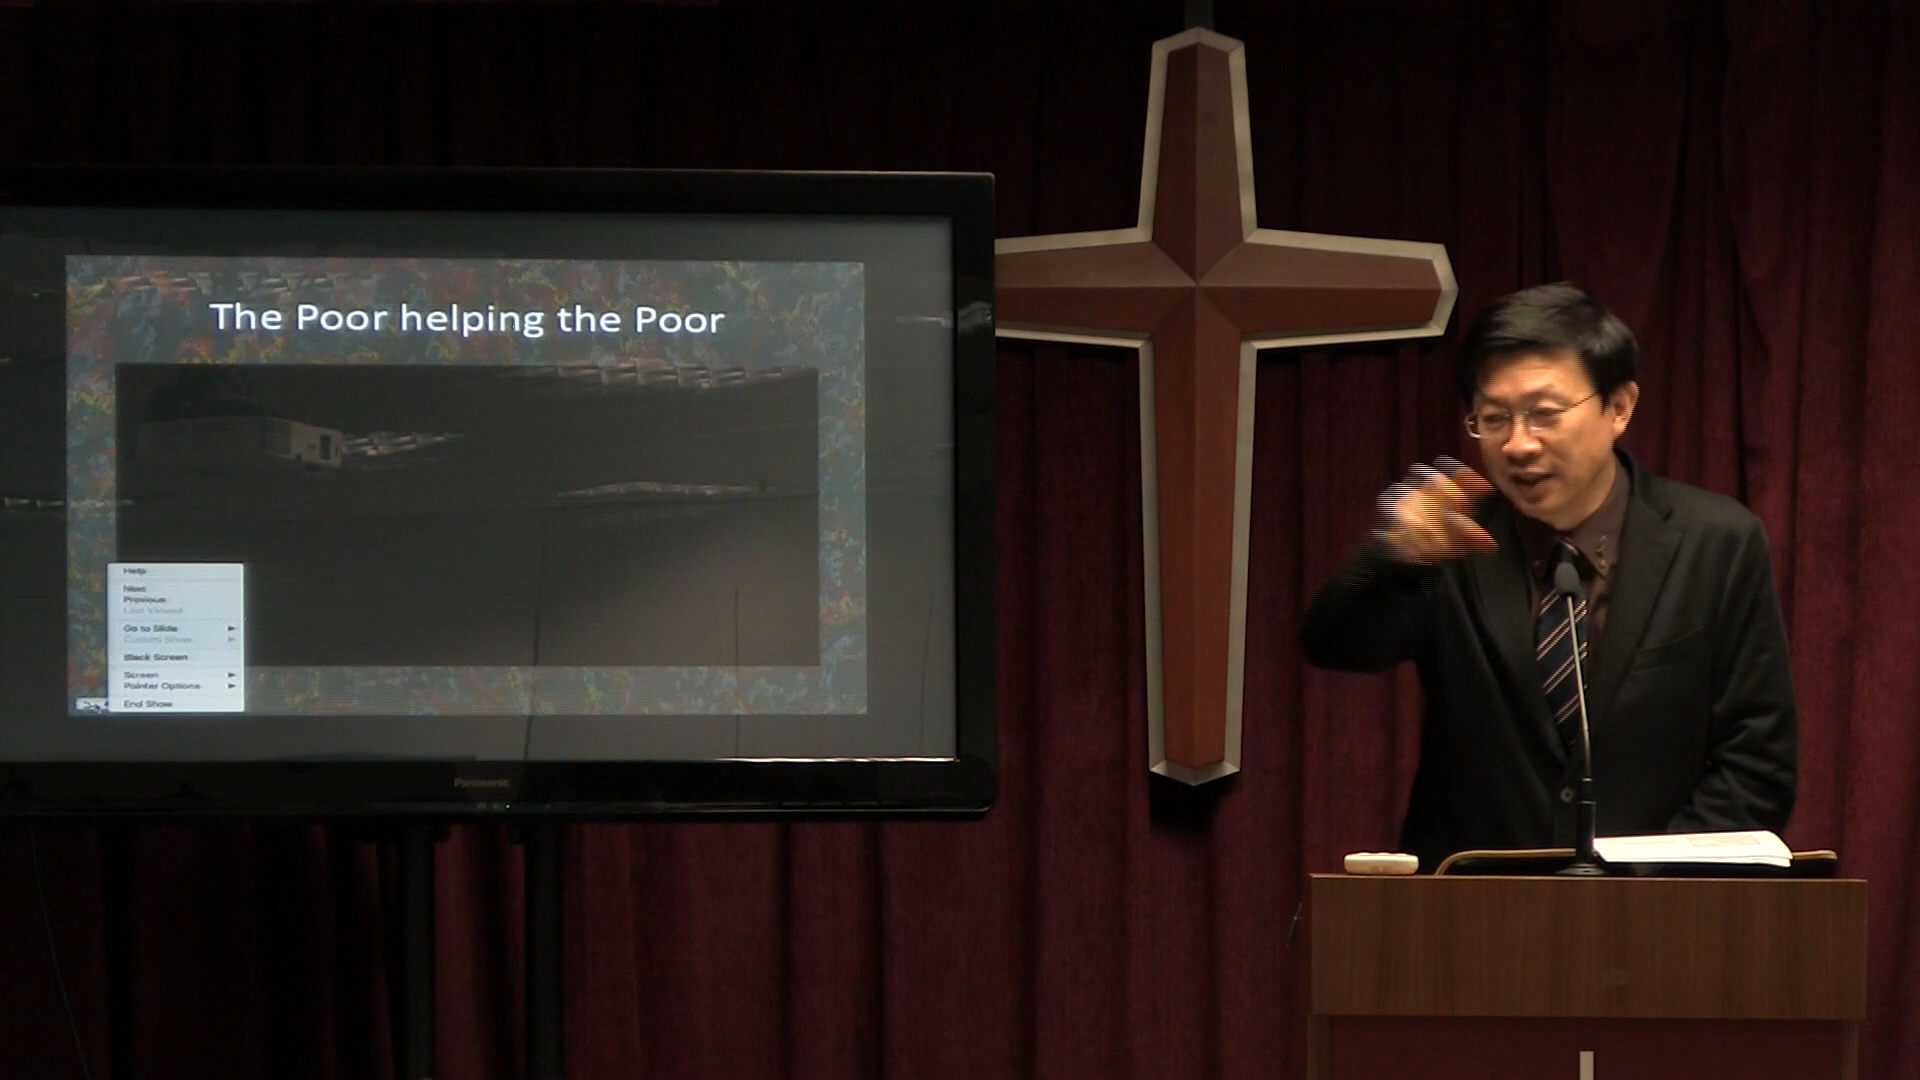 The Poor helping the Poor
Help
Next
Previous
Last Viewed
Go to Slide
Custom Show
Black Screen
Screen
Pointer Options
End Show
Panasonic